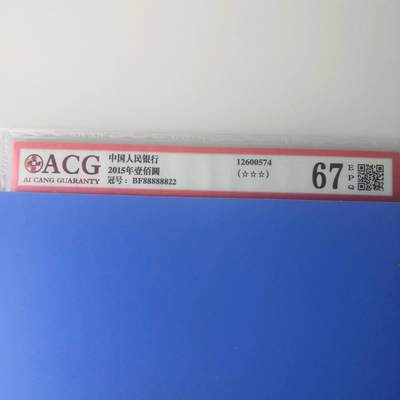 ACG
AI CANG GUARANTY
中国人民银行
2015年壹佰圆
冠号: BF88888822
12600574
(☆☆☆)
67
EPQ